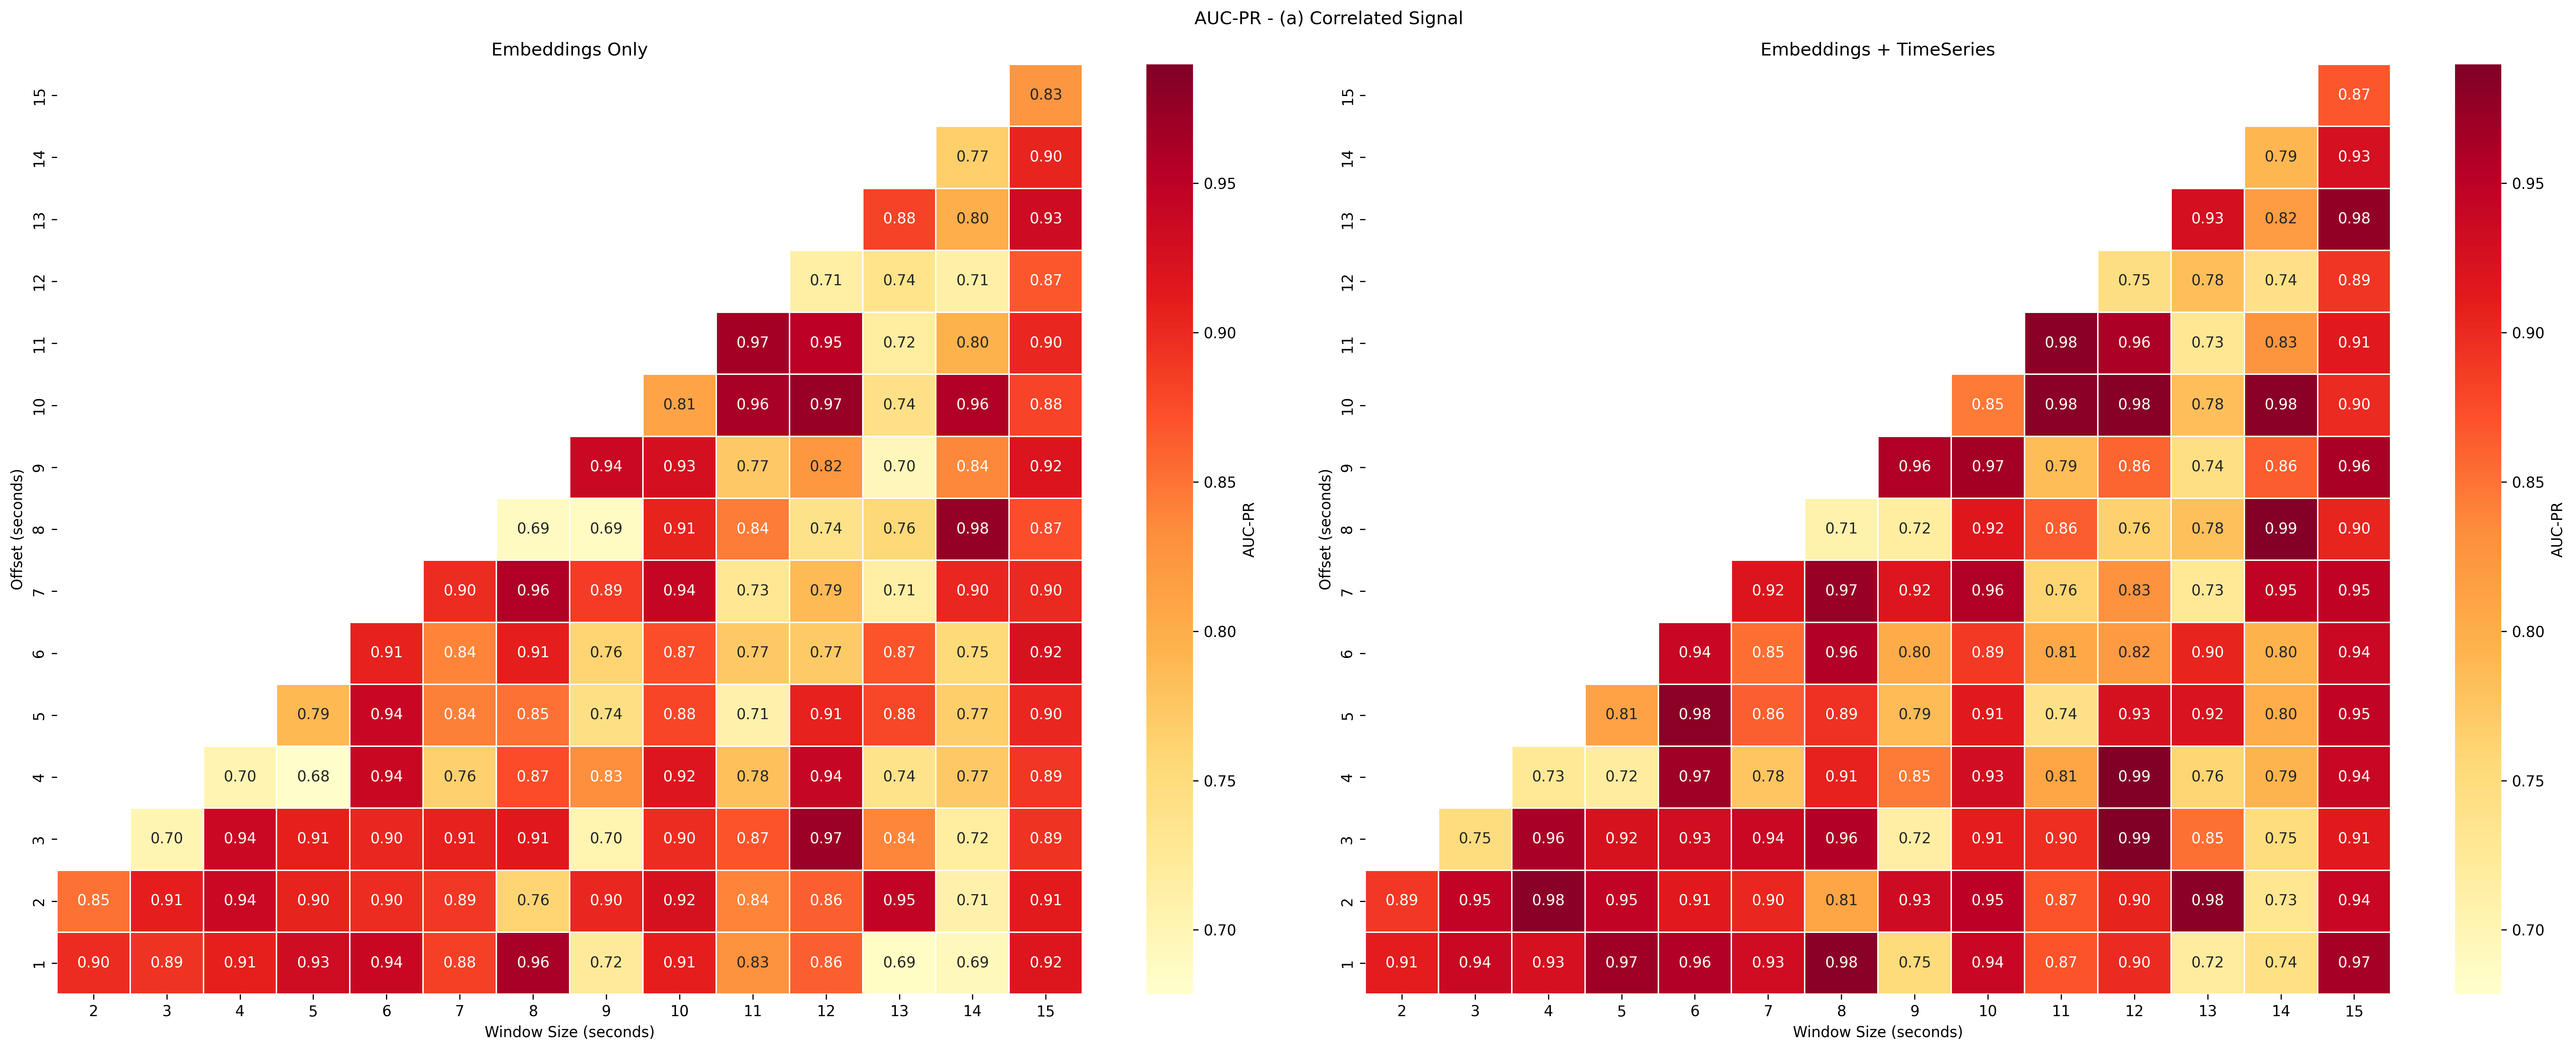 AUC-PR - (a) Correlated Signal
Embeddings Only
15 0.83
14 0.77 0.90
13 0.88 0.80 0.93
12 0.71 0.74 0.71 0.87
11 0.97 0.95 0.72 0.80 0.90
10 0.81 0.96 0.97 0.74 0.96 0.88
9 0.94 0.93 0.77 0.82 0.70 0.84 0.92
8 0.69 0.69 0.91 0.84 0.74 0.76 0.98 0.87
7 0.90 0.96 0.89 0.94 0.73 0.79 0.71 0.90 0.90
6 0.91 0.84 0.91 0.76 0.87 0.77 0.77 0.87 0.75 0.92
5 0.79 0.94 0.84 0.85 0.74 0.88 0.71 0.91 0.88 0.77 0.90
4 0.70 0.68 0.94 0.76 0.87 0.83 0.92 0.78 0.94 0.74 0.77 0.89
3 0.70 0.94 0.91 0.90 0.91 0.91 0.70 0.90 0.87 0.97 0.84 0.72 0.89
2 0.85 0.91 0.94 0.90 0.90 0.89 0.76 0.90 0.92 0.84 0.86 0.95 0.71 0.91
1 0.90 0.89 0.91 0.93 0.94 0.88 0.96 0.72 0.91 0.83 0.86 0.69 0.69 0.92
2 3 4 5 6 7 8 9 10 11 12 13 14 15
Window Size (seconds)
Offset (seconds)
0.95
0.90
0.85
0.80
0.75
0.70
AUC-PR
Embeddings + TimeSeries
15 0.87
14 0.79 0.93
13 0.93 0.82 0.98
12 0.75 0.78 0.74 0.89
11 0.98 0.96 0.73 0.83 0.91
10 0.85 0.98 0.98 0.78 0.98 0.90
9 0.96 0.97 0.79 0.86 0.74 0.86 0.96
8 0.71 0.72 0.92 0.86 0.76 0.78 0.99 0.90
7 0.92 0.97 0.92 0.96 0.76 0.83 0.73 0.95 0.95
6 0.94 0.85 0.96 0.80 0.89 0.81 0.82 0.90 0.80 0.94
5 0.81 0.98 0.86 0.89 0.79 0.91 0.74 0.93 0.92 0.80 0.95
4 0.73 0.72 0.97 0.78 0.91 0.85 0.93 0.81 0.99 0.76 0.79 0.94
3 0.75 0.96 0.92 0.93 0.94 0.96 0.72 0.91 0.90 0.99 0.85 0.75 0.91
2 0.89 0.95 0.98 0.95 0.91 0.90 0.81 0.93 0.95 0.87 0.90 0.98 0.73 0.94
1 0.91 0.94 0.93 0.97 0.96 0.93 0.98 0.75 0.94 0.87 0.90 0.72 0.74 0.97
2 3 4 5 6 7 8 9 10 11 12 13 14 15
Window Size (seconds)
Offset (seconds)
0.95
0.90
0.85
0.80
0.75
0.70
AUC-PR